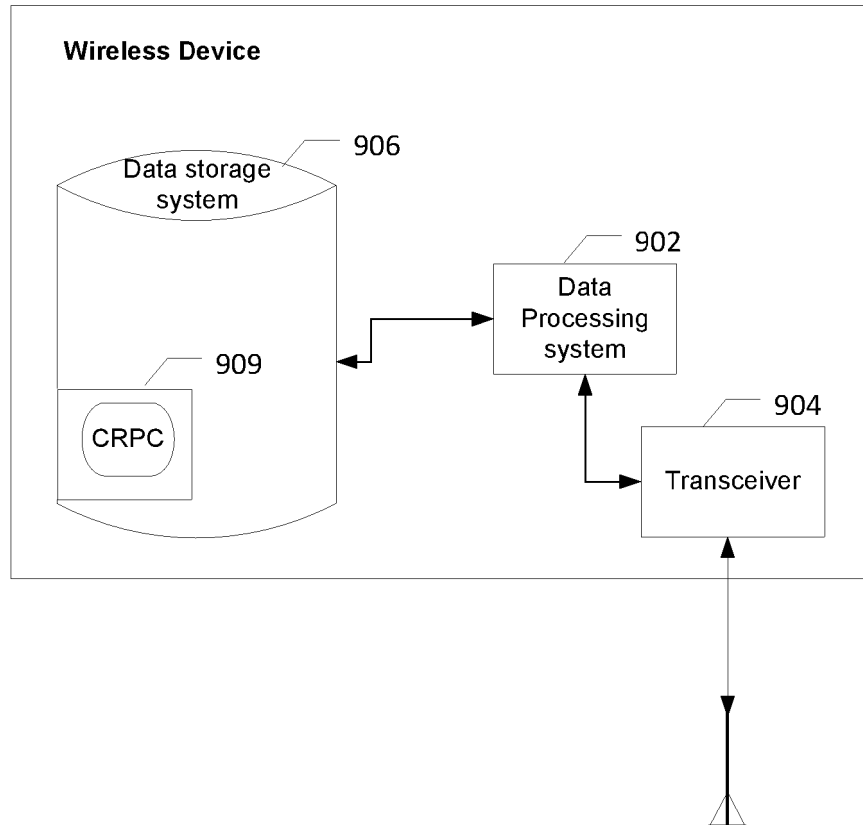 Wireless Device
906
Data storage
system
902
Data
Processing
system
909
CRPC
904
Transceiver